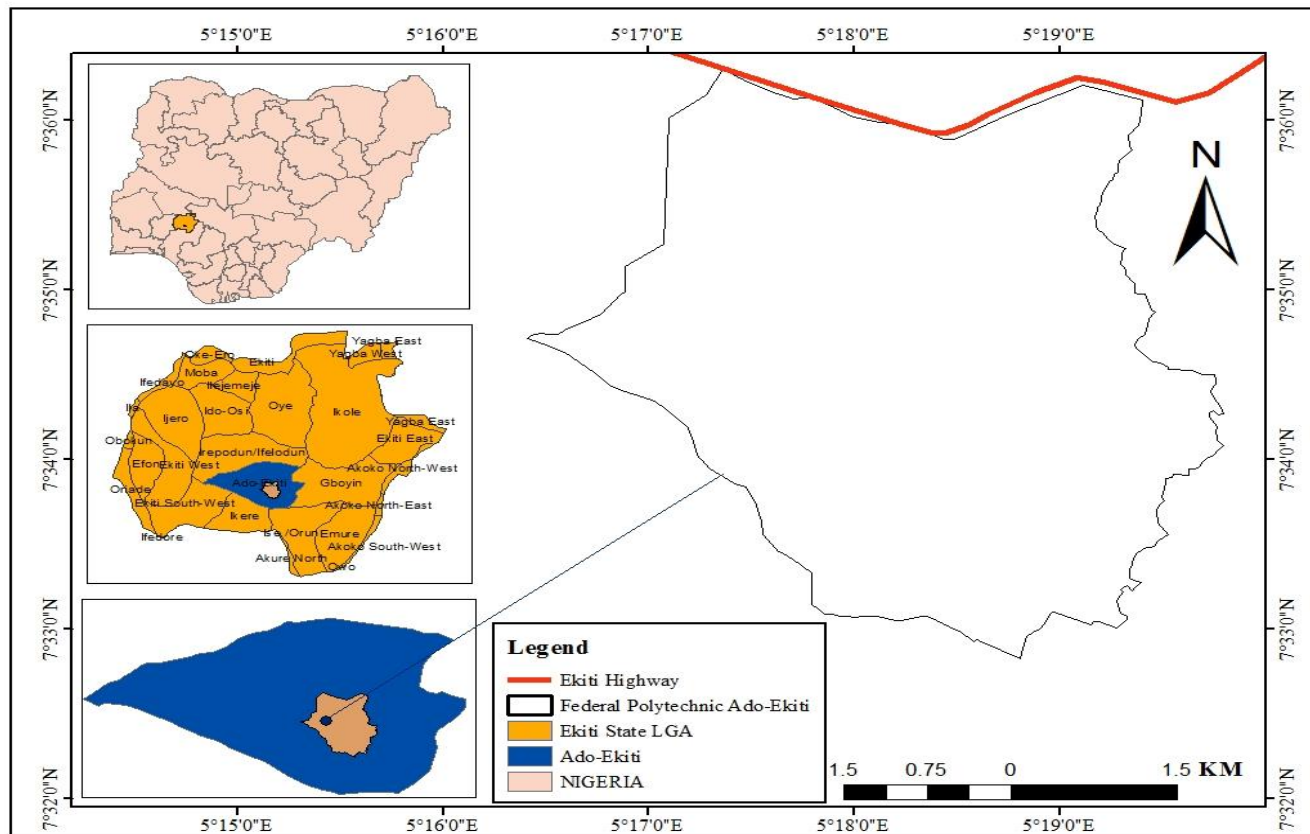 5°15'0"E 5°16'0"E 5°17'0"E 5°18'0"E 5°19'0"E
7°36'0"N
7°35'0"N
7°34'0"N
7°33'0"N
7°32'0"N
N
7°36'0"N
7°35'0"N
7°34'0"N
7°33'0"N
7°32'0"N
Yagba East
Yagba West
Oke-Ero
Ekiti
Moba
Ifedayo
Ilejemeje
Ido-Osi
Oye
Ikole
Ijero
Yagba East
Ekiti East
Obokun
Irepodun/Ifelodun
Efon
Ekiti West
Akoko North-West
Ado-Ekiti
Gboyin
Ekiti South-West
Akoko North-East
Ikere
Ise /Orun
Emure
Ifedore
Akoko South-West
Akure North
Owo
Legend
Ekiti Highway
Federal Polytechnic Ado-Ekiti
Ekiti State LGA
Ado-Ekiti
NIGERIA
1.5 0.75 0 1.5 KM
5°15'0"E 5°16'0"E 5°17'0"E 5°18'0"E 5°19'0"E